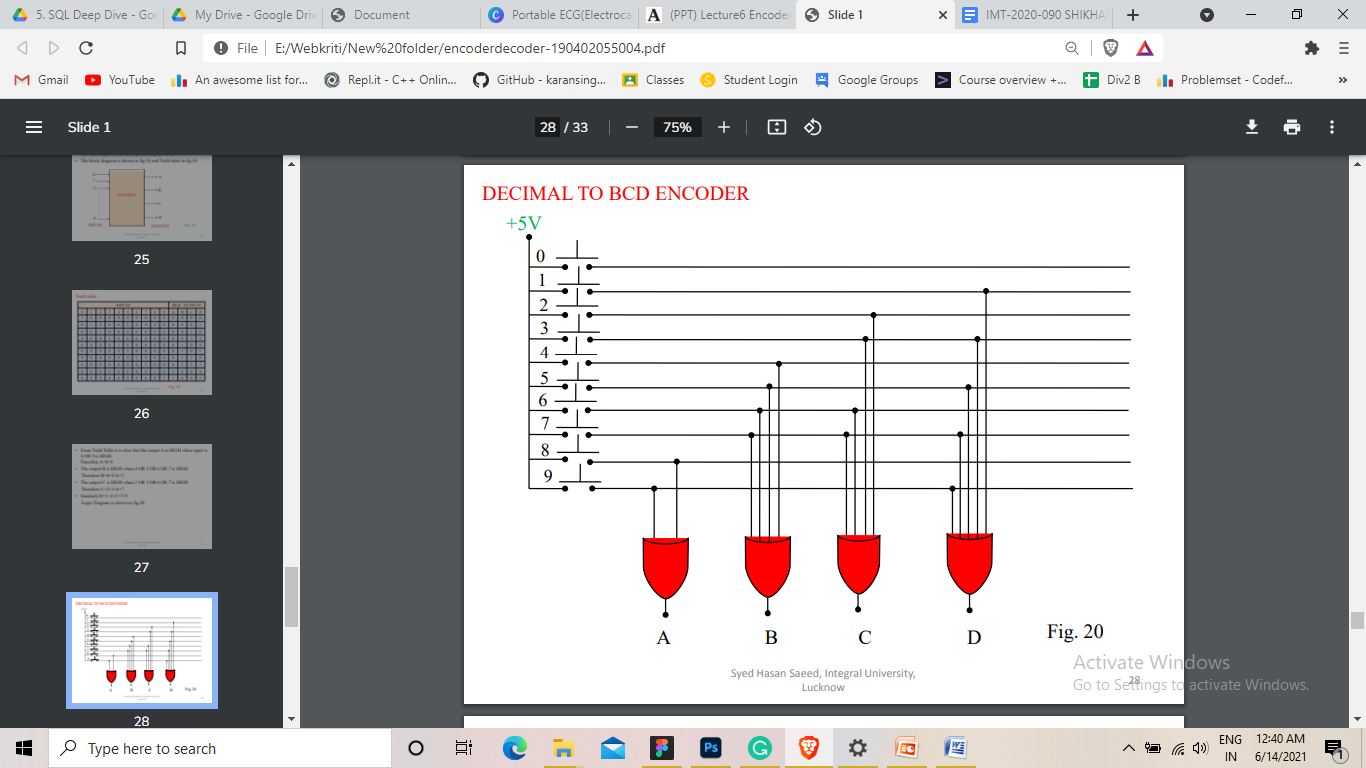 5. SQL Deep Dive - Goo
My Drive - Google Driv
Document
Portable ECG(Electroca
(PPT) Lecture6 Encode
Slide 1
IMT-2020-090 SHIKHA
File
E:/Webkriti/New%20folder/encoderdecoder-190402055004.pdf
Gmail
YouTube
An awesome list for...
Repl.it - C++ Onlin...
GitHub - karansing...
Classes
Student Login
Google Groups
Course overview +...
Div2 B
Problemset - Codef...
»
Slide 1
28 / 33
75%
25
26
27
28
DECIMAL TO BCD ENCODER
+5V
0
1
2
3
4
5
6
7
8
9
A
B
C
D
Fig. 20
Syed Hasan Saeed, Integral University,
Lucknow
28
Activate Windows
Go to Settings to activate Windows.
Type here to search
Ps
ENG
IN
12:40 AM
6/14/2021
1